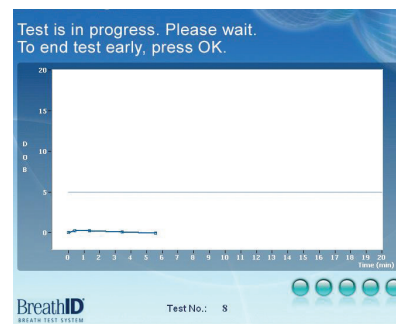 Test is in progress. Please wait.
To end test early, press OK.
20
15
D
O
B
10
5
0
0 1 2 3 4 5 6 7 8 9 10 11 12 13 14 15 16 17 18 19 20
Time (min)
BreathID
BREATH TEST SYSTEM
Test No.: 8